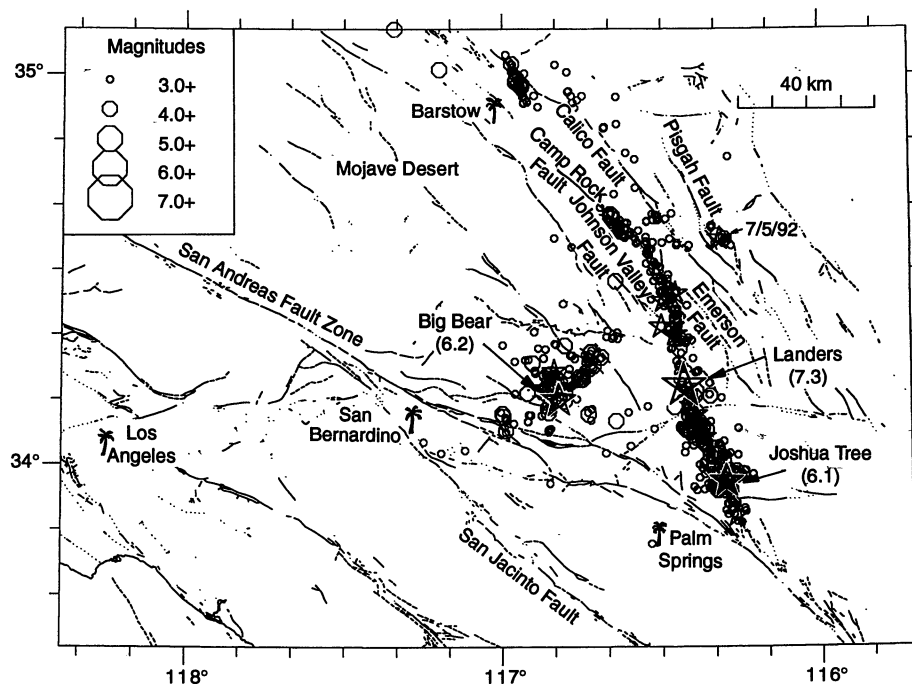 Magnitudes
3.0+
4.0+
5.0+
6.0+
7.0+
35°
34°
118°
117°
116°
40 km
Barstow
Mojave Desert
Calico Fault
Camp Rock
Fault
Pisgah Fault
Johnson Valley
Fault
7/5/92
Emerson
Fault
San Andreas Fault Zone
Big Bear
(6.2)
Landers
(7.3)
San
Bernardino
Los
Angeles
Joshua Tree
(6.1)
Palm
Springs
San Jacinto Fault